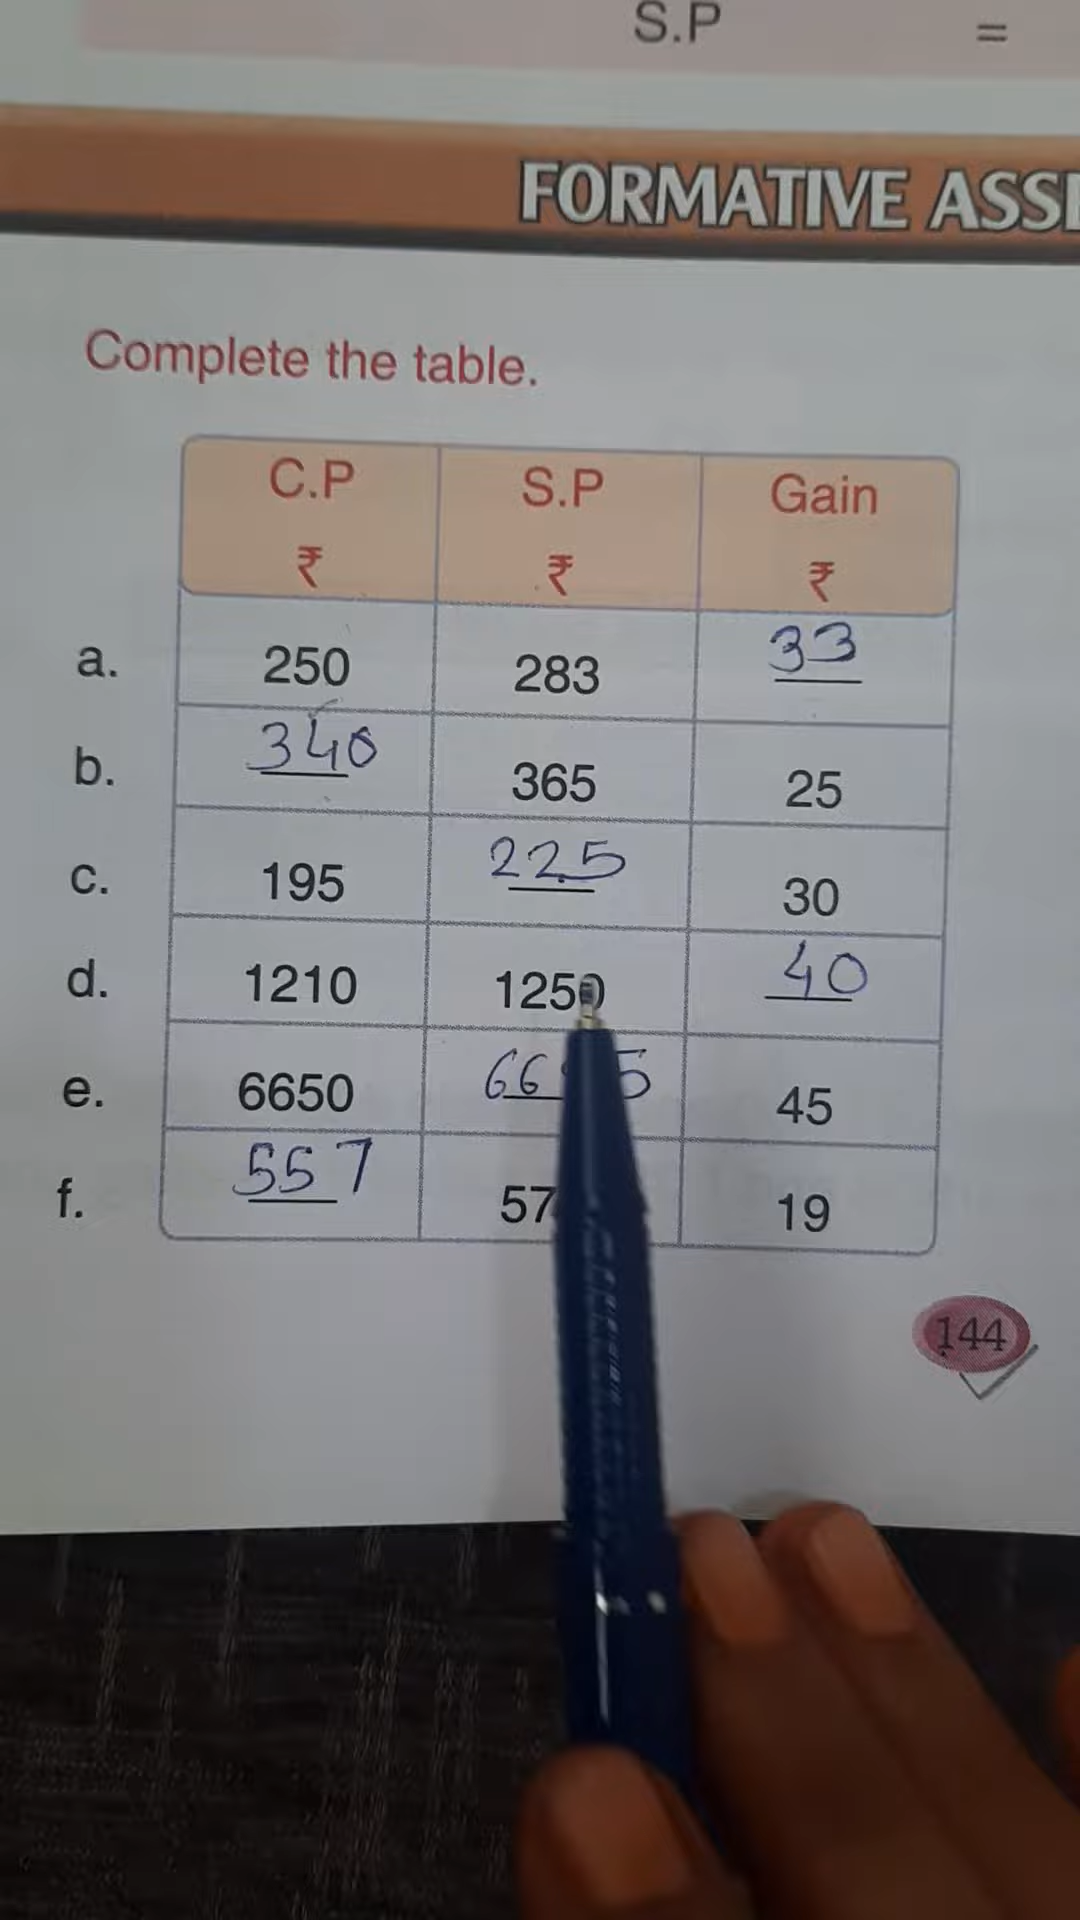 S.P =
FORMATIVE ASSE
Complete the table.
C.P S.P Gain
₹ ₹ ₹
a. 250 283 33
b. 340 365 25
c. 195 225 30
d. 1210 1250 40
e. 6650 45
f. 557 19
144